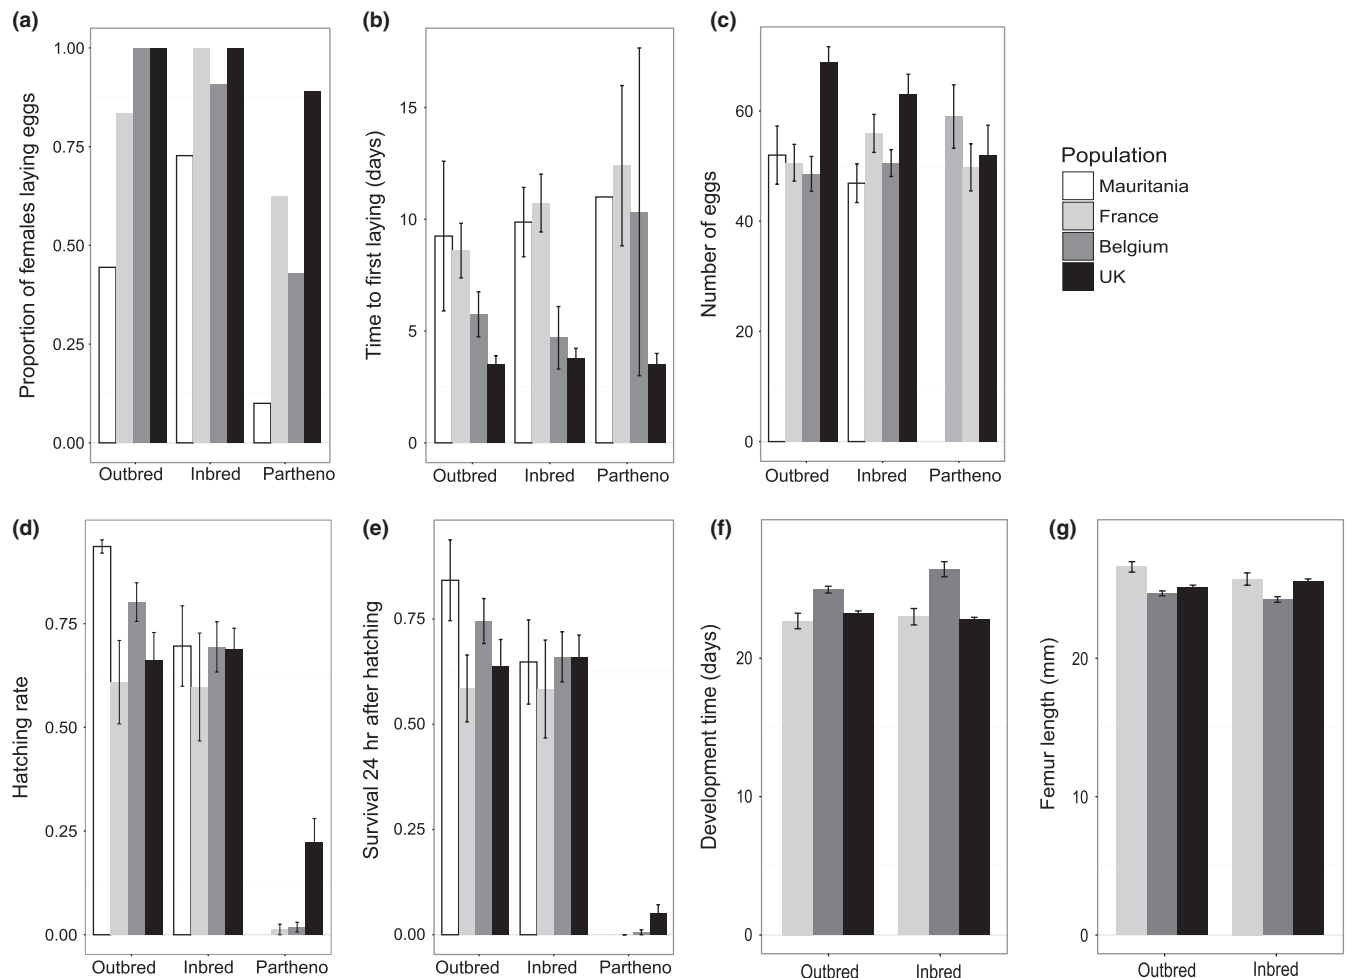 (a)
Proportion of females laying eggs
1.00
0.75
0.50
0.25
0.00
Outbred Inbred Partheno
(b)
Time to first laying (days)
15
10
5
0
Outbred Inbred Partheno
(c)
Number of eggs
60
40
20
0
Outbred Inbred Partheno
Population
Mauritania
France
Belgium
UK
(d)
Hatching rate
0.75
0.50
0.25
0.00
Outbred Inbred Partheno
(e)
Survival 24 hr after hatching
0.75
0.50
0.25
0.00
Outbred Inbred Partheno
(f)
Development time (days)
20
10
0
Outbred Inbred
(g)
Femur length (mm)
20
10
0
Outbred Inbred